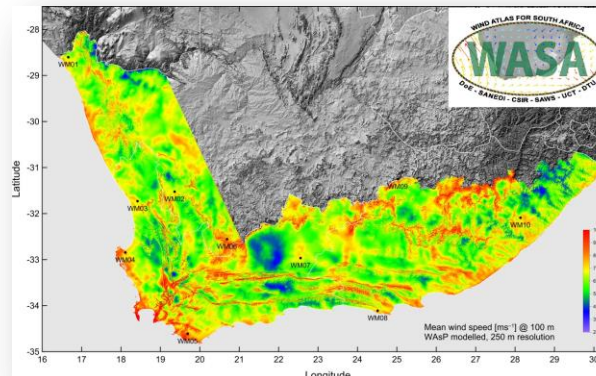 WIND ATLAS FOR SOUTH AFRICA
WASA
DoE - SANEDI - CSIR - SAWS - UCT - DTU
-28
-29
-30
-31
-32
-33
-34
-35
Latitude
WM01
WM02
WM03
WM04
WM05
WM06
WM07
WM08
WM09
WM10
Mean wind speed [ms⁻¹] @ 100 m
WAsP modelled, 250 m resolution
16 17 18 19 20 21 22 23 24 25 26 27 28 29 30
Longitude